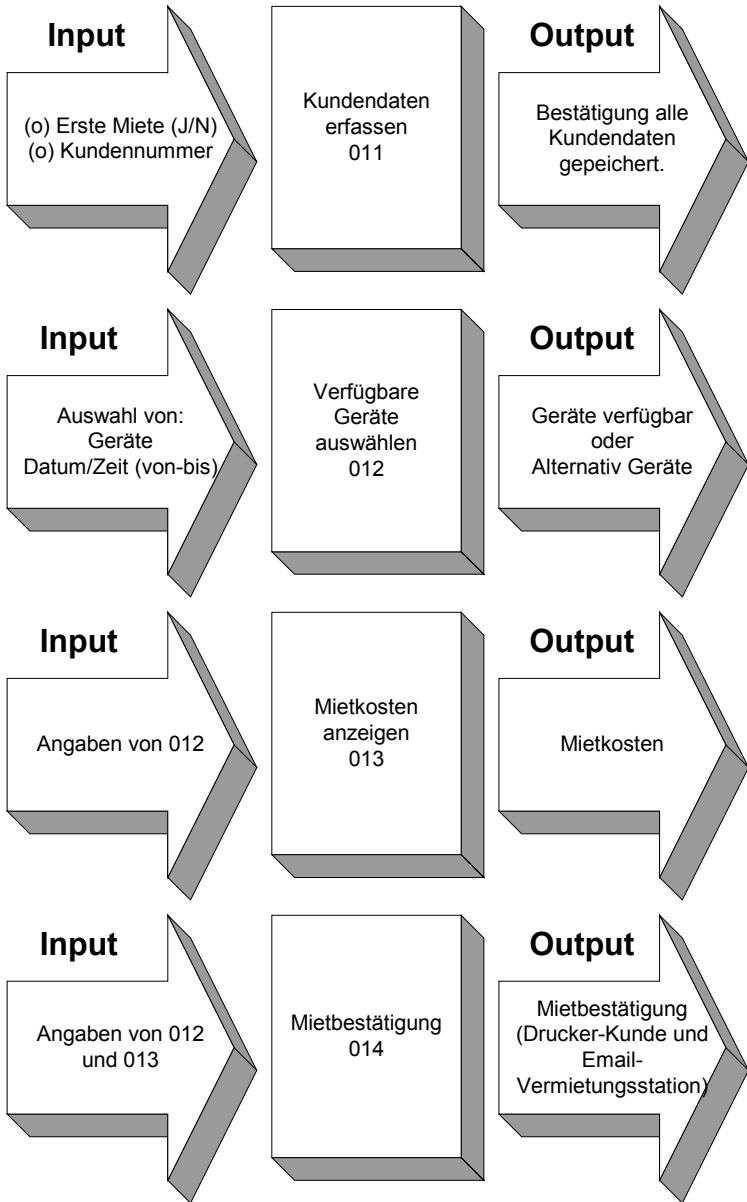 Input
(o) Erste Miete (J/N)
(o) Kundennummer
Kundendaten
erfassen
011
Output
Bestätigung alle
Kundendaten
gepeichert.
Input
Auswahl von:
Geräte
Datum/Zeit (von-bis)
Verfügbare
Geräte
auswählen
012
Output
Geräte verfügbar
oder
Alternativ Geräte
Input
Angaben von 012
Mietkosten
anzeigen
013
Output
Mietkosten
Input
Angaben von 012
und 013
Mietbestätigung
014
Output
Mietbestätigung
(Drucker-Kunde und
Email-
Vermietungsstation)